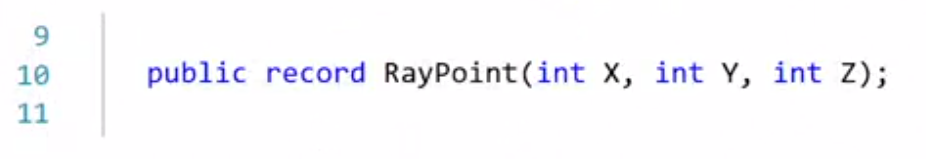 9
10 public record RayPoint(int X, int Y, int Z);
11